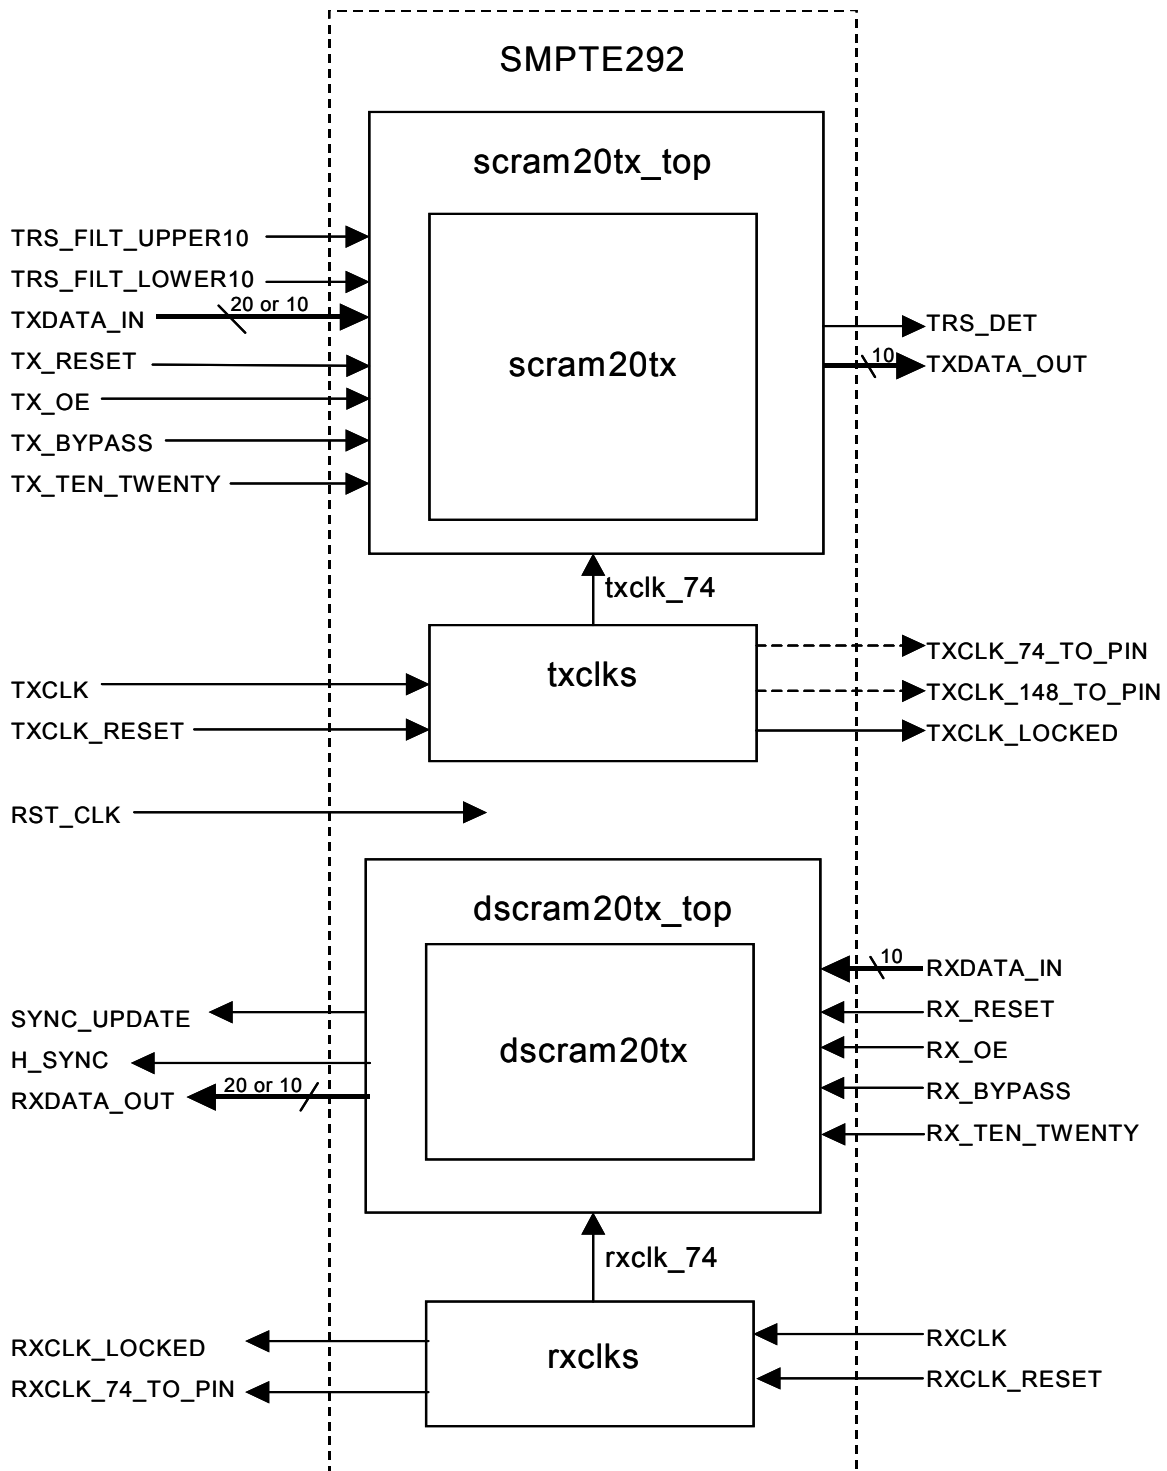 SMPTE292
scram20tx_top
TRS_FILT_UPPER10
TRS_FILT_LOWER10
20 or 10
TXDATA_IN
TRS_DET
TX_RESET
scram20tx
10
TXDATA_OUT
TX_OE
TX_BYPASS
TX_TEN_TWENTY
txclk_74
txclks
TXCLK_74_TO_PIN
TXCLK
TXCLK_148_TO_PIN
TXCLK_RESET
TXCLK_LOCKED
RST_CLK
dscram20tx_top
10
RXDATA_IN
SYNC_UPDATE
RX_RESET
H_SYNC
dscram20tx
RX_OE
20 or 10
RXDATA_OUT
RX_BYPASS
RX_TEN_TWENTY
rxclk_74
RXCLK_LOCKED
rxclks
RXCLK
RXCLK_74_TO_PIN
RXCLK_RESET